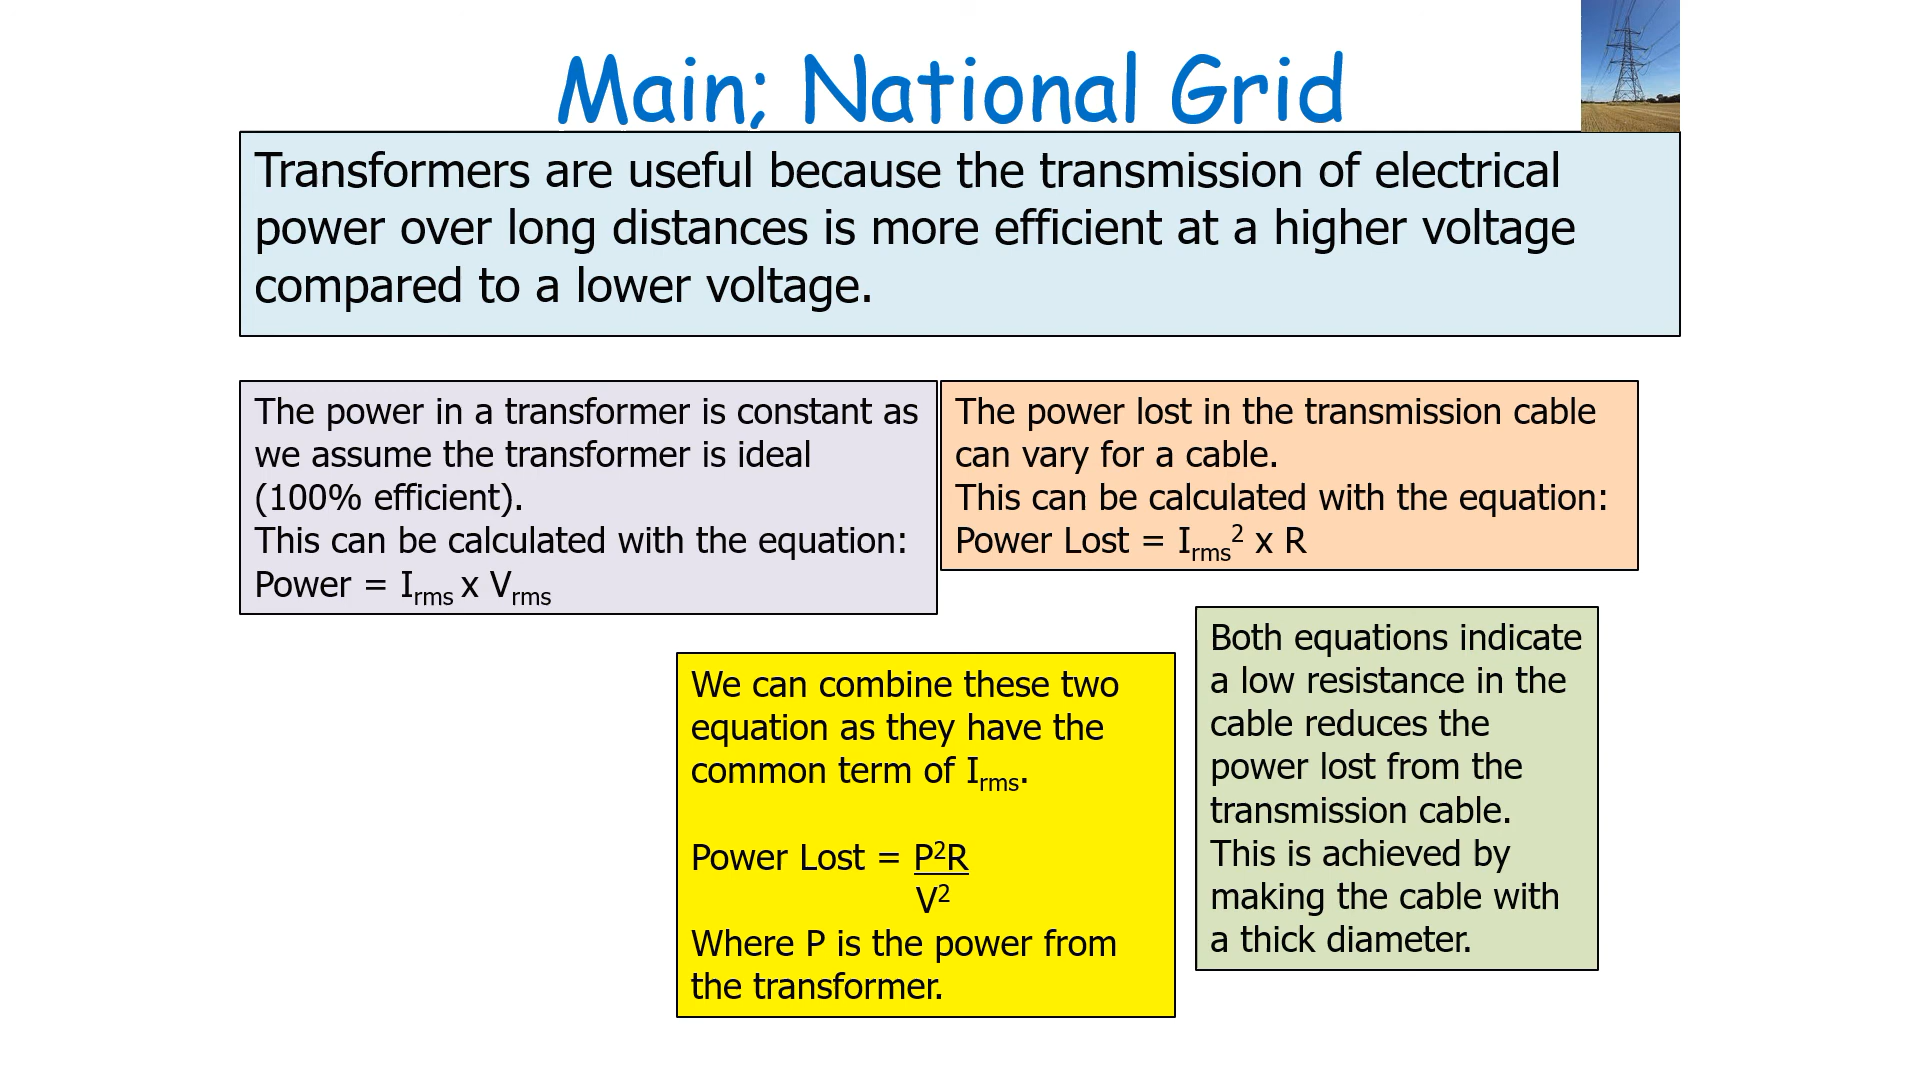 Main; National Grid
Transformers are useful because the transmission of electrical
power over long distances is more efficient at a higher voltage
compared to a lower voltage.
The power in a transformer is constant as
we assume the transformer is ideal
(100% efficient).
This can be calculated with the equation:
Power = Irms x Vrms
The power lost in the transmission cable
can vary for a cable.
This can be calculated with the equation:
Power Lost = Irms² x R
We can combine these two
equation as they have the
common term of Irms.
Power Lost = P²R
V²
Where P is the power from
the transformer.
Both equations indicate
a low resistance in the
cable reduces the
power lost from the
transmission cable.
This is achieved by
making the cable with
a thick diameter.